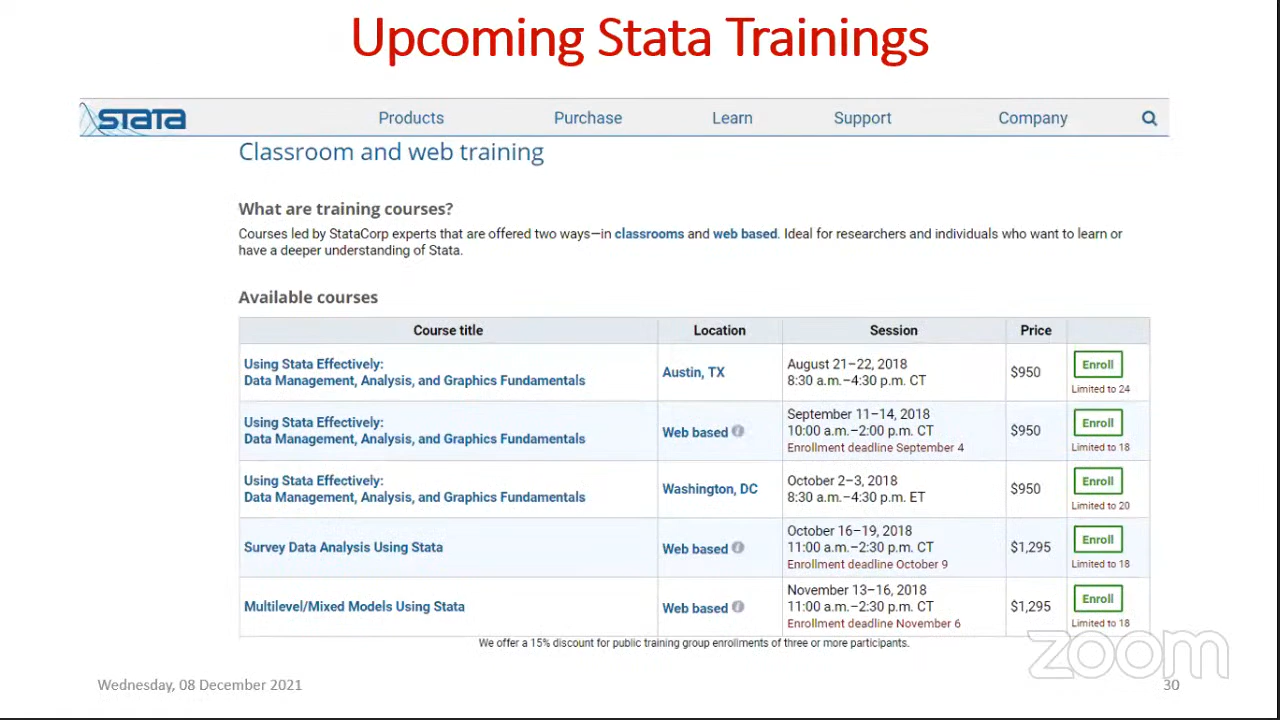 Upcoming Stata Trainings
stata Products Purchase Learn Support Company
Classroom and web training
What are training courses?
Courses led by StataCorp experts that are offered two ways—in classrooms and web based. Ideal for researchers and individuals who want to learn or
have a deeper understanding of Stata.
Available courses
Course title Location Session Price
Using Stata Effectively:
Data Management, Analysis, and Graphics Fundamentals
Austin, TX
August 21–22, 2018
8:30 a.m.–4:30 p.m. CT
$950
Enroll
Limited to 24
Using Stata Effectively:
Data Management, Analysis, and Graphics Fundamentals
Web based
September 11–14, 2018
10:00 a.m.–2:00 p.m. CT
Enrollment deadline September 4
$950
Enroll
Limited to 18
Using Stata Effectively:
Data Management, Analysis, and Graphics Fundamentals
Washington, DC
October 2–3, 2018
8:30 a.m.–4:30 p.m. ET
$950
Enroll
Limited to 20
Survey Data Analysis Using Stata
Web based
October 16–19, 2018
11:00 a.m.–2:30 p.m. CT
Enrollment deadline October 9
$1,295
Enroll
Limited to 18
Multilevel/Mixed Models Using Stata
Web based
November 13–16, 2018
11:00 a.m.–2:30 p.m. CT
Enrollment deadline November 6
$1,295
Enroll
Limited to 18
We offer a 15% discount for public training group enrollments of three or more participants.
zoom
Wednesday, 08 December 2021
30